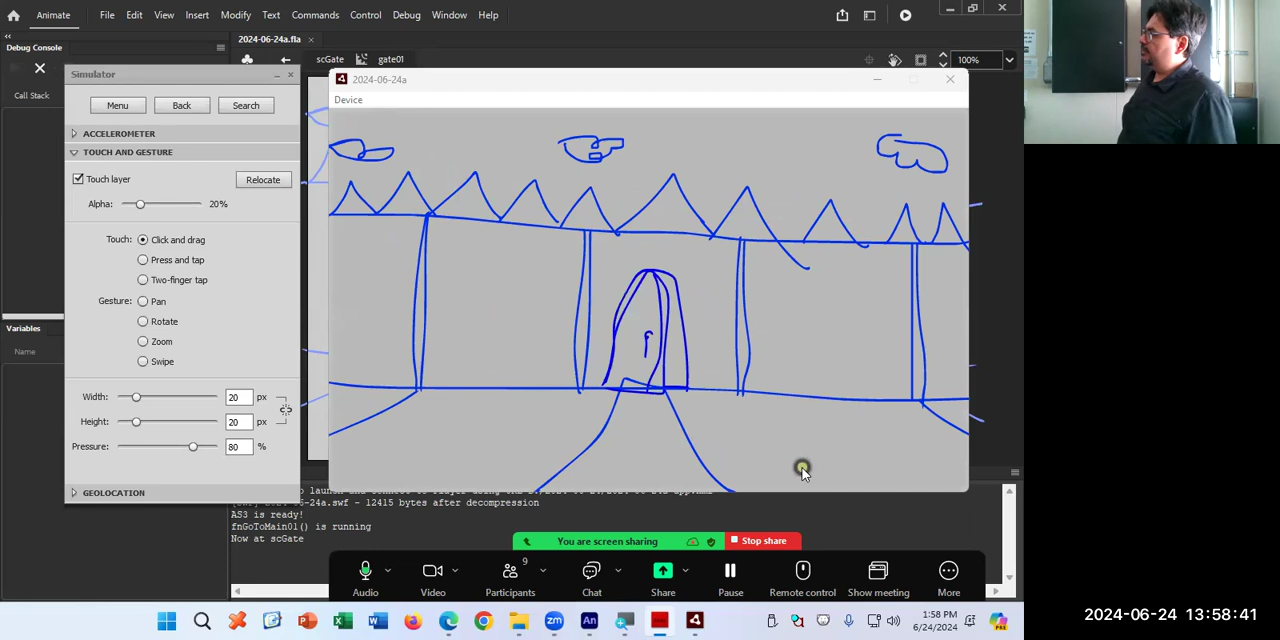 Animate File Edit View Insert Modify Text Commands Control Debug Window Help
Debug Console 2024-06-24a.fla
scGate gate01 100%
Simulator 2024-06-24a
Call Stack
Device
Menu Back Search
ACCELEROMETER
TOUCH AND GESTURE
Touch layer Relocate
Alpha: 20%
Touch: Click and drag
Press and tap
Two-finger tap
Gesture: Pan
Rotate
Variables
Zoom
Name
Swipe
Width: 20 px
Height: 20 px
Pressure: 80 %
GEOLOCATION
2024-06-24a.swf - 12415 bytes after decompression
AS3 is ready!
fnGoToMain01() is running
Now at scGate
You are screen sharing Stop share
9
Audio Video Participants Chat Share Pause Remote control Show meeting More
1:58 PM
6/24/2024
2024-06-24 13:58:41